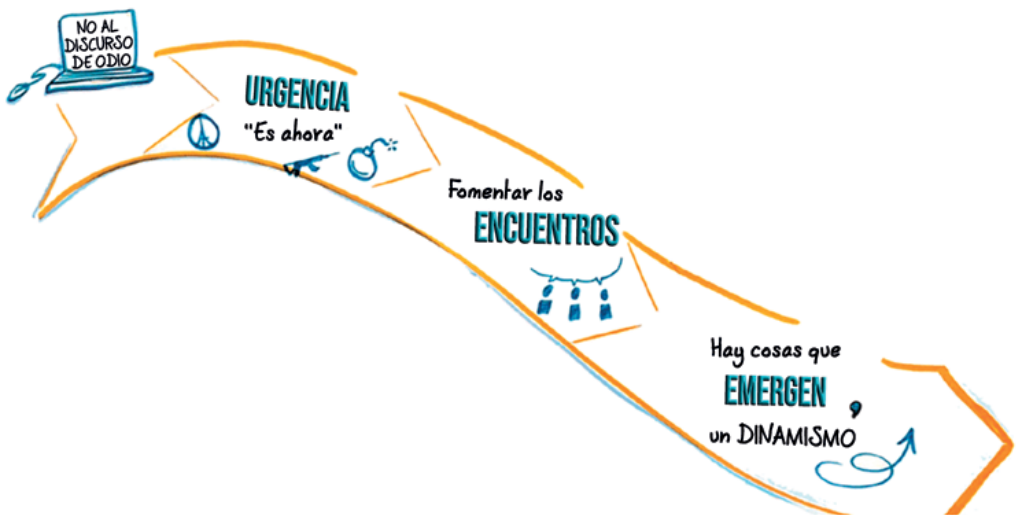 NO AL
DISCURSO
DE ODIO
URGENCIA
"Es ahora"
Fomentar los
ENCUENTROS
Hay cosas que
EMERGEN,
un DINAMISMO